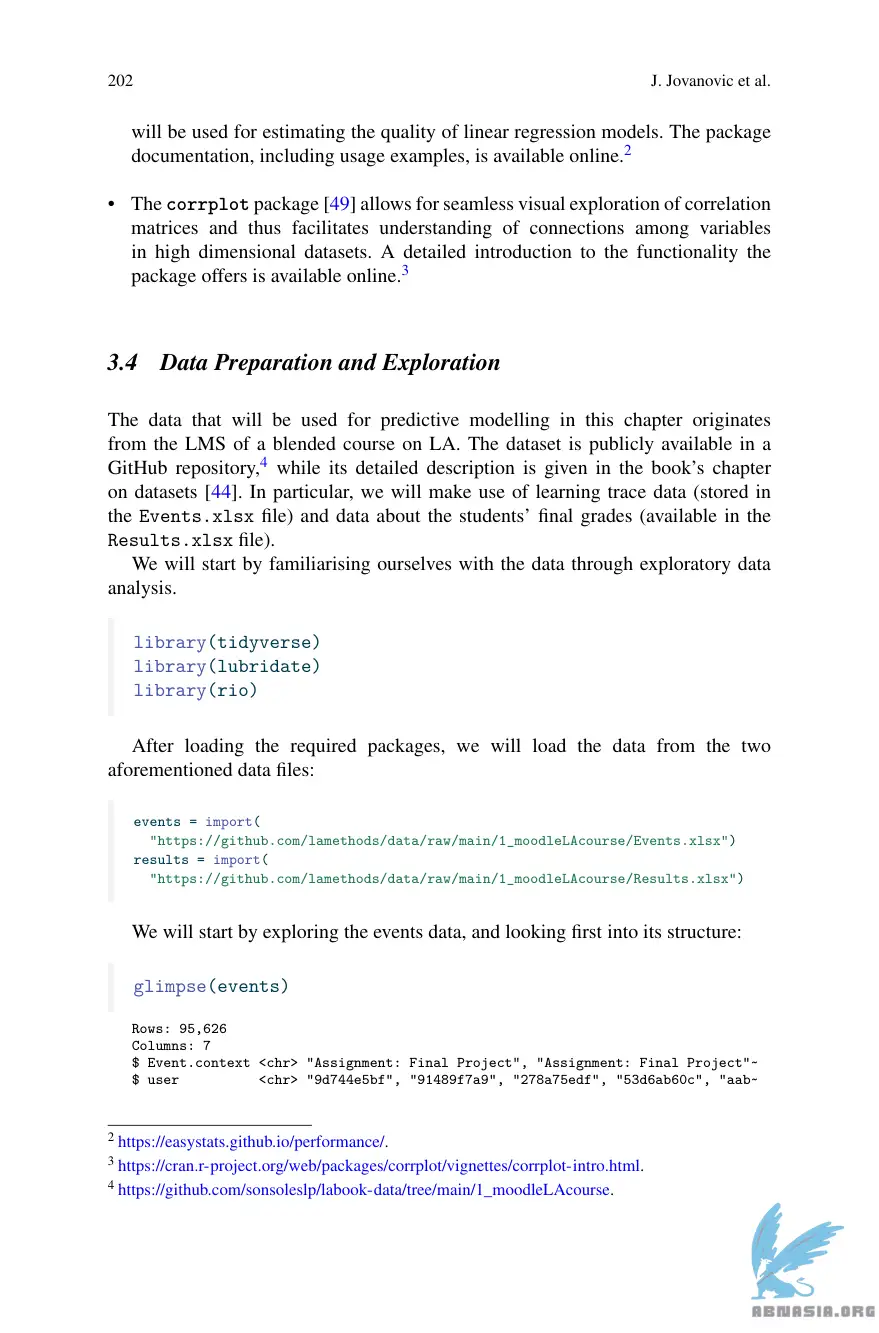 202 J. Jovanovic et al.
will be used for estimating the quality of linear regression models. The package
documentation, including usage examples, is available online.2
• The corrplot package [49] allows for seamless visual exploration of correlation
matrices and thus facilitates understanding of connections among variables
in high dimensional datasets. A detailed introduction to the functionality the
package offers is available online.3
3.4 Data Preparation and Exploration
The data that will be used for predictive modelling in this chapter originates
from the LMS of a blended course on LA. The dataset is publicly available in a
GitHub repository,4 while its detailed description is given in the book's chapter
on datasets [44]. In particular, we will make use of learning trace data (stored in
the Events.xlsx file) and data about the students' final grades (available in the
Results.xlsx file).
We will start by familiarising ourselves with the data through exploratory data
analysis.
library(tidyverse)
library(lubridate)
library(rio)
After loading the required packages, we will load the data from the two
aforementioned data files:
events = import(
"https://github.com/lamethods/data/raw/main/1_moodleLAcourse/Events.xlsx")
results = import(
"https://github.com/lamethods/data/raw/main/1_moodleLAcourse/Results.xlsx")
We will start by exploring the events data, and looking first into its structure:
glimpse(events)
Rows: 95,626
Columns: 7
$ Event.context <chr> "Assignment: Final Project", "Assignment: Final Project"~
$ user <chr> "9d744e5bf", "91489f7a9", "278a75edf", "53d6ab60c", "aab~
2 https://easystats.github.io/performance/.
3 https://cran.r-project.org/web/packages/corrplot/vignettes/corrplot-intro.html.
4 https://github.com/sonsoleslp/labook-data/tree/main/1_moodleLAcourse.
ABNASIA.ORG